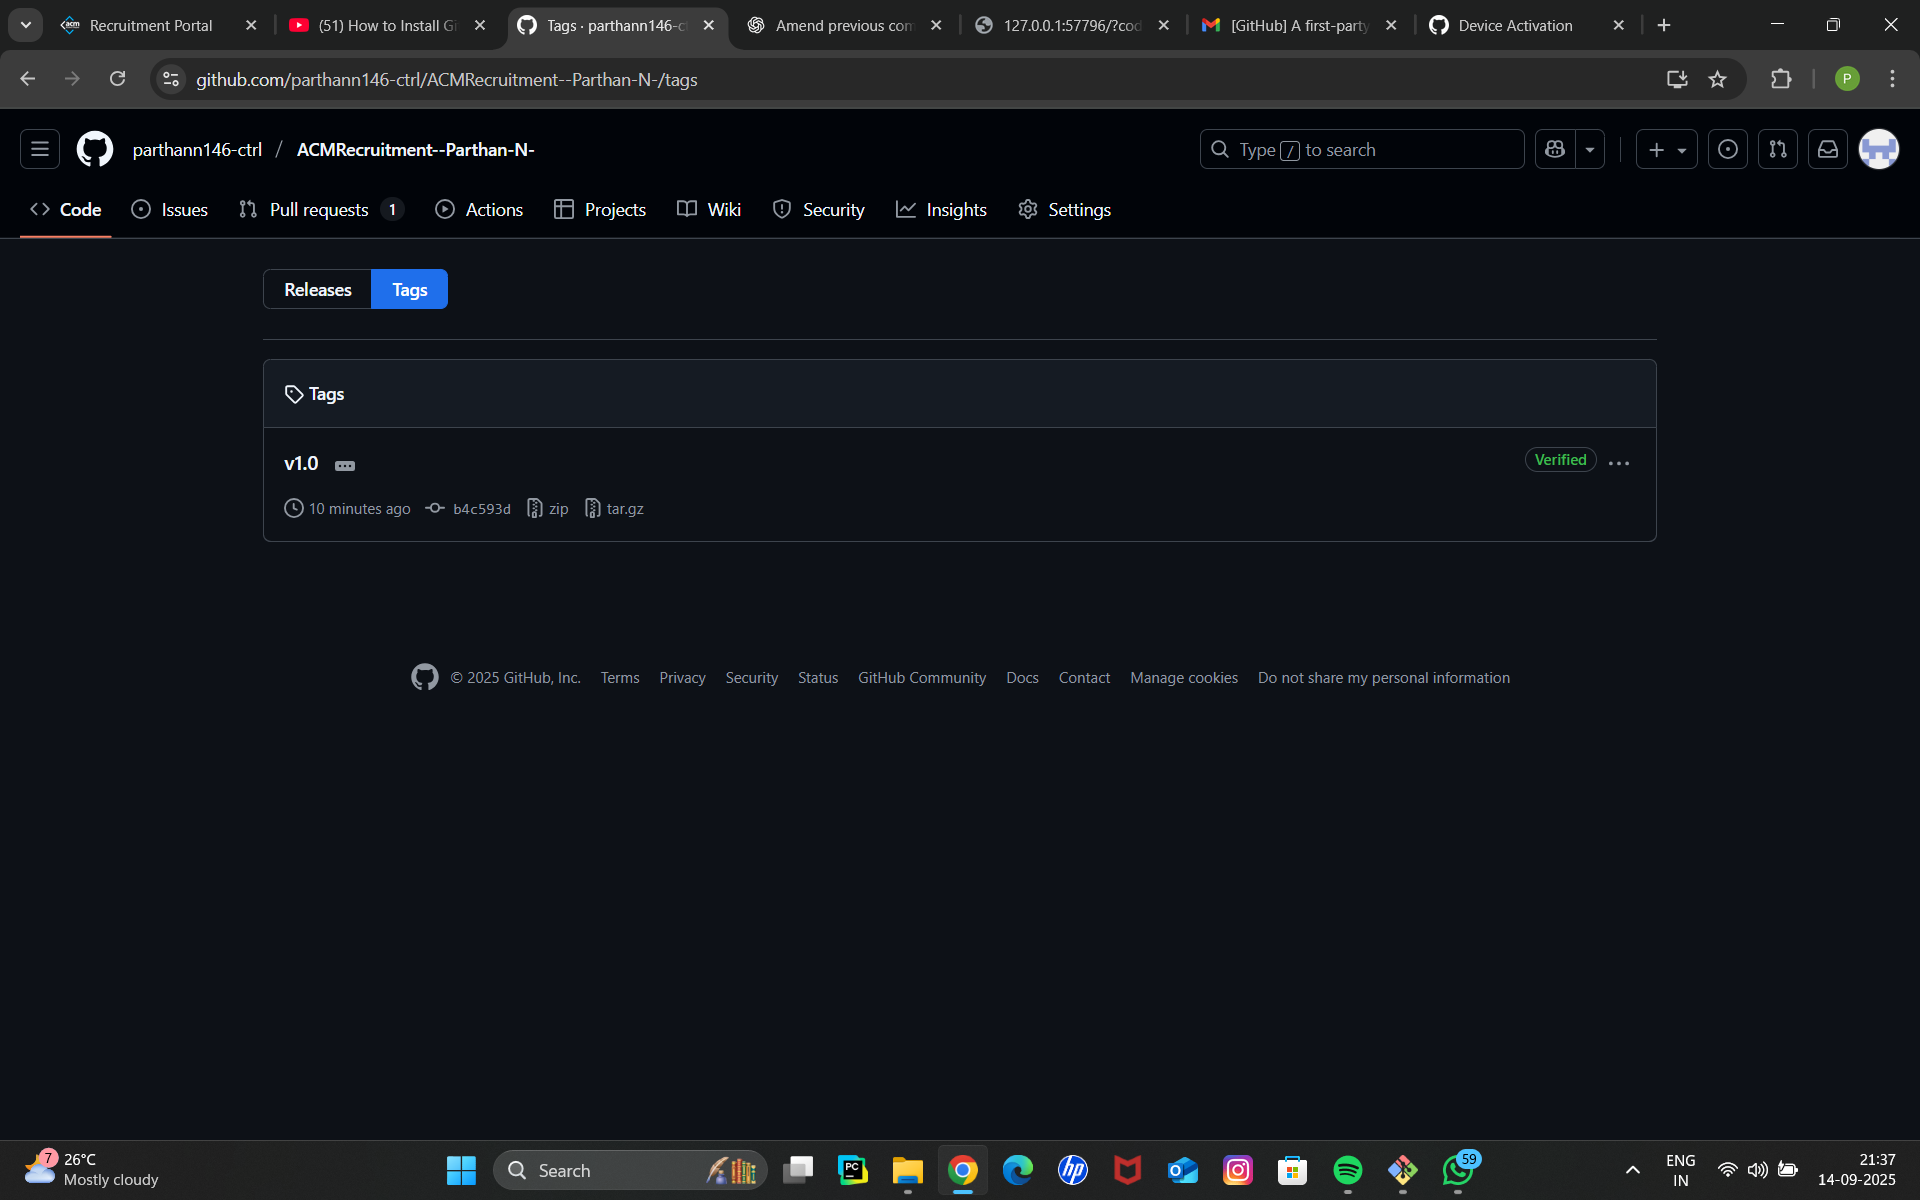 Recruitment Portal
(51) How to Install Gi
Tags · parthann146-ct
Amend previous com
127.0.0.1:57796/?cod
[GitHub] A first-party
Device Activation
github.com/parthann146-ctrl/ACMRecruitment--Parthan-N-/tags
P
parthann146-ctrl / ACMRecruitment--Parthan-N-
Type / to search
Code
Issues
Pull requests 1
Actions
Projects
Wiki
Security
Insights
Settings
Releases
Tags
Tags
v1.0
Verified
10 minutes ago
b4c593d
zip
tar.gz
© 2025 GitHub, Inc.
Terms
Privacy
Security
Status
GitHub Community
Docs
Contact
Manage cookies
Do not share my personal information
7
26°C
Mostly cloudy
Search
PC
hp
59
ENG
IN
21:37
14-09-2025